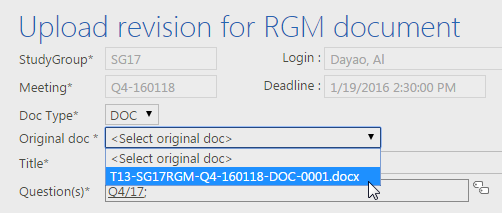 Upload revision for RGM document
StudyGroup* SG17 Login : Dayao, Al
Meeting* Q4-160118 Deadline : 1/19/2016 2:30:00 PM
Doc Type* DOC
Original doc * <Select original doc>
<Select original doc>
Title* T13-SG17RGM-Q4-160118-DOC-0001.docx
Question(s)* Q4/17;